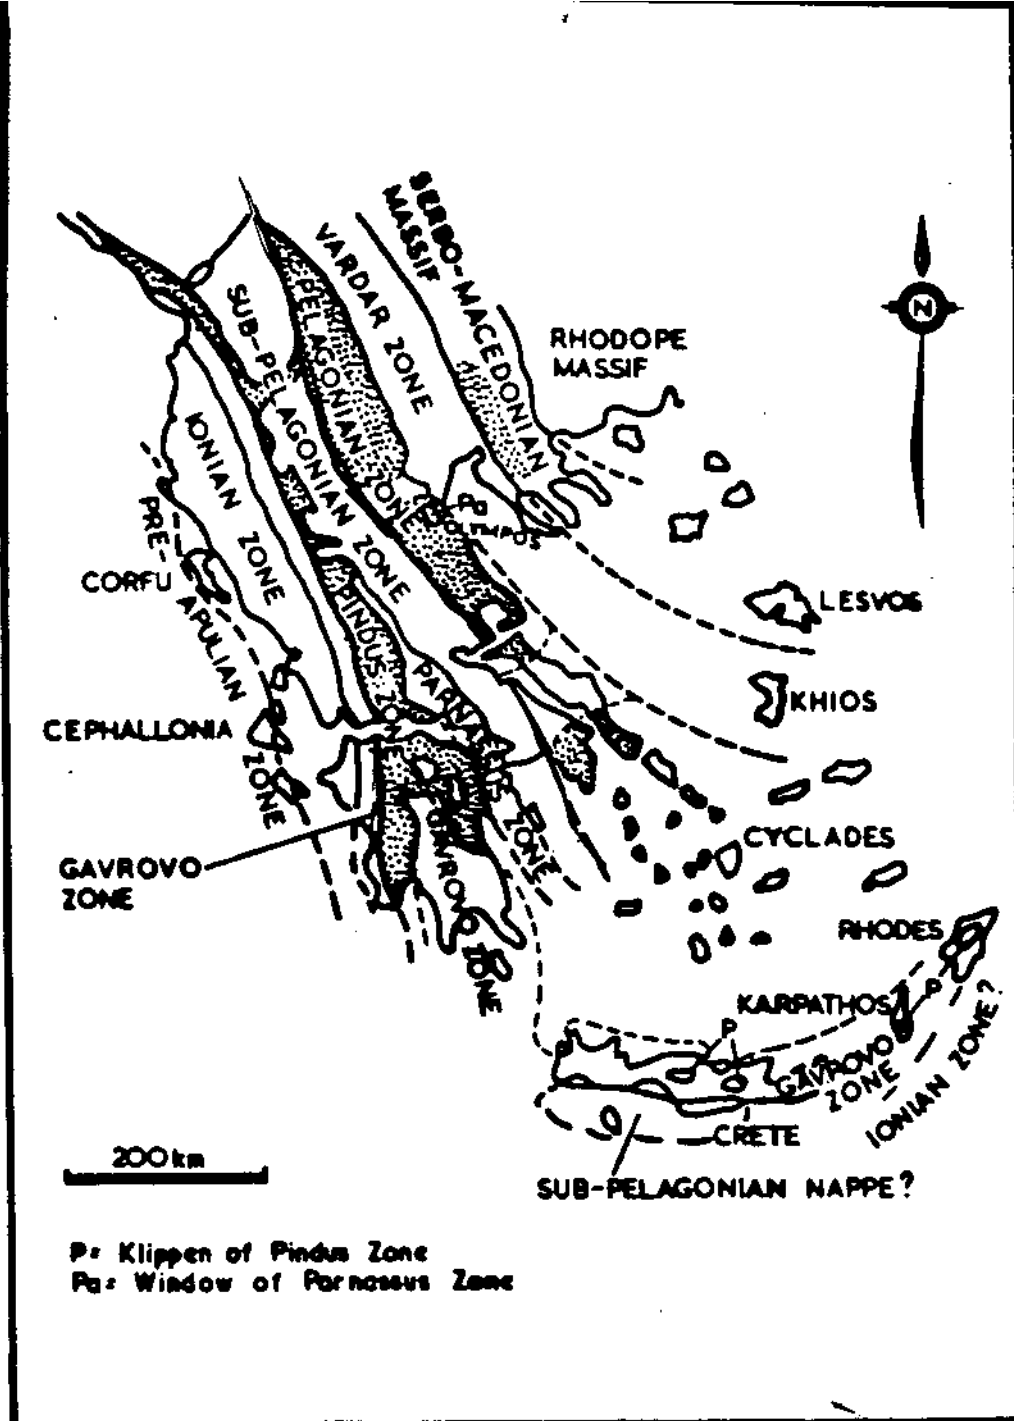 SERBO-MACEDONIAN
MASSIF
VARDAR ZONE
PELAGONIAN ZONE
PELAGONIAN ZONE
SUB-PELAGONIAN ZONE
N
RHODOPE
MASSIF
IONIAN ZONE
PRE-
APULIAN
ZONE
CORFU
LESVOS
PINDUS ZONE
PARNASSUS ZONE
KHIOS
CEPHALLONIA
GAVROVO
ZONE
GAVROVO ZONE
CYCLADES
RHODES
P
KARPATHOS
P
GAVROVO
ZONE
IONIAN ZONE?
CRETE
200km
SUB-PELAGONIAN NAPPE?
P= Klippen of Pindus Zone
Pa= Window of Parnassus Zone